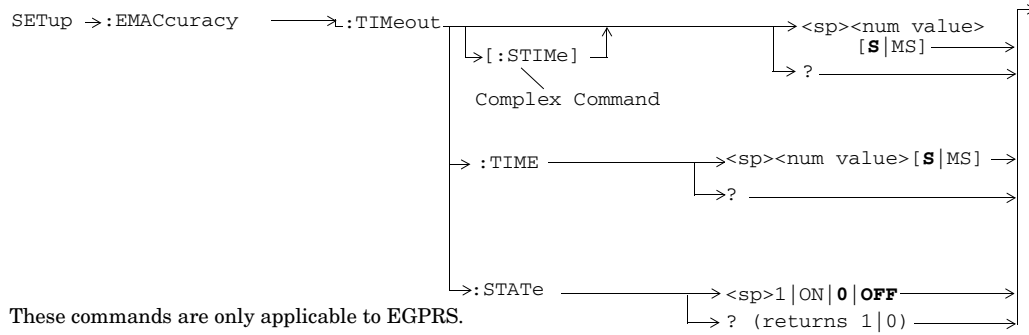 SETup :EMACcuracy :TIMeout <sp><num value>
[S|MS]
[:STIMe] ?
Complex Command
:TIME <sp><num value>[S|MS]
?
:STATe <sp>1|ON|0|OFF
These commands are only applicable to EGPRS. ? (returns 1|0)